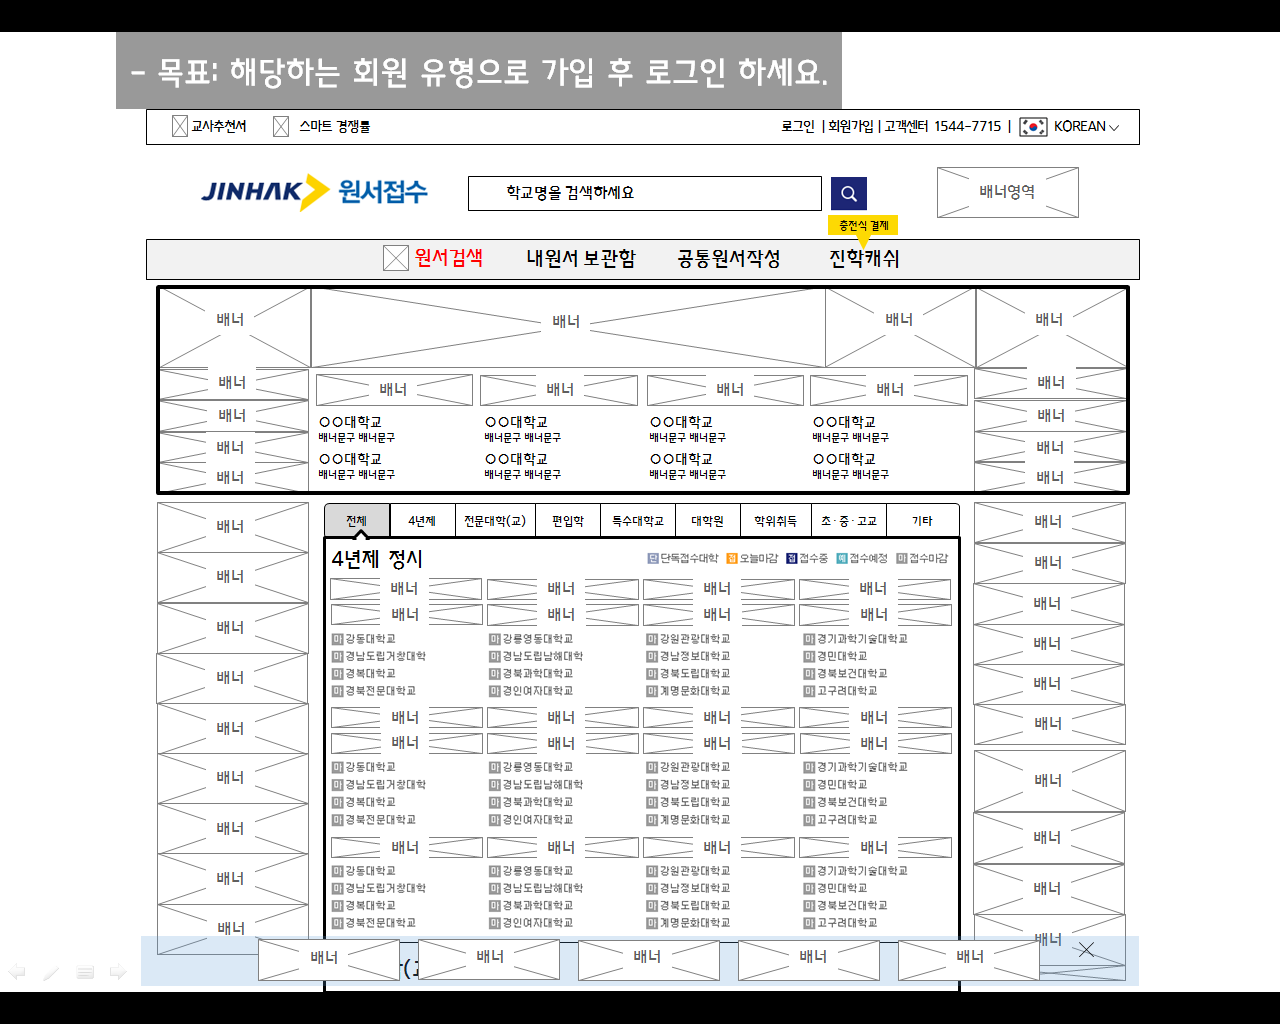 - 목표: 해당하는 회원 유형으로 가입 후 로그인 하세요.
교사추천서 스마트 경쟁률 로그인 | 회원가입 | 고객센터 1544-7715 | KOREAN
JINHAK 원서접수 학교명을 검색하세요 배너영역
충전식 결제
원서검색 내원서 보관함 공통원서작성 진학캐쉬
배너 배너 배너 배너
배너 배너 배너 배너 배너 배너
배너 배너
○○대학교 ○○대학교 ○○대학교 ○○대학교
배너문구 배너문구 배너문구 배너문구 배너문구 배너문구 배너문구 배너문구
배너 배너
○○대학교 ○○대학교 ○○대학교 ○○대학교
배너문구 배너문구 배너문구 배너문구 배너문구 배너문구 배너문구 배너문구
배너 배너
전체 4년제 전문대학(교) 편입학 특수대학교 대학원 학위취득 초·중·고교 기타
배너 배너
4년제 정시 단 단독접수대학 접 오늘마감 접 접수중 예 접수예정 마 접수마감
배너 배너
배너 배너 배너 배너
배너 배너 배너 배너
배너 배너
마 강동대학교 마 강릉영동대학교 마 강원관광대학교 마 경기과학기술대학교
마 경남도립거창대학 마 경남도립남해대학 마 경남정보대학교 마 경민대학교
마 경복대학교 마 경북과학대학교 마 경북도립대학교 마 경북보건대학교
마 경북전문대학교 마 경인여자대학교 마 계명문화대학교 마 고구려대학교
배너 배너
배너 배너
배너 배너 배너 배너
배너 배너 배너 배너
배너 배너
마 강동대학교 마 강릉영동대학교 마 강원관광대학교 마 경기과학기술대학교
마 경남도립거창대학 마 경남도립남해대학 마 경남정보대학교 마 경민대학교
마 경복대학교 마 경북과학대학교 마 경북도립대학교 마 경북보건대학교
마 경북전문대학교 마 경인여자대학교 마 계명문화대학교 마 고구려대학교
배너 배너
배너 배너
배너 배너 배너 배너
마 강동대학교 마 강릉영동대학교 마 강원관광대학교 마 경기과학기술대학교
마 경남도립거창대학 마 경남도립남해대학 마 경남정보대학교 마 경민대학교
마 경복대학교 마 경북과학대학교 마 경북도립대학교 마 경북보건대학교
마 경북전문대학교 마 경인여자대학교 마 계명문화대학교 마 고구려대학교
배너 배너
배너 배너
배너 배너 배너 배너 배너